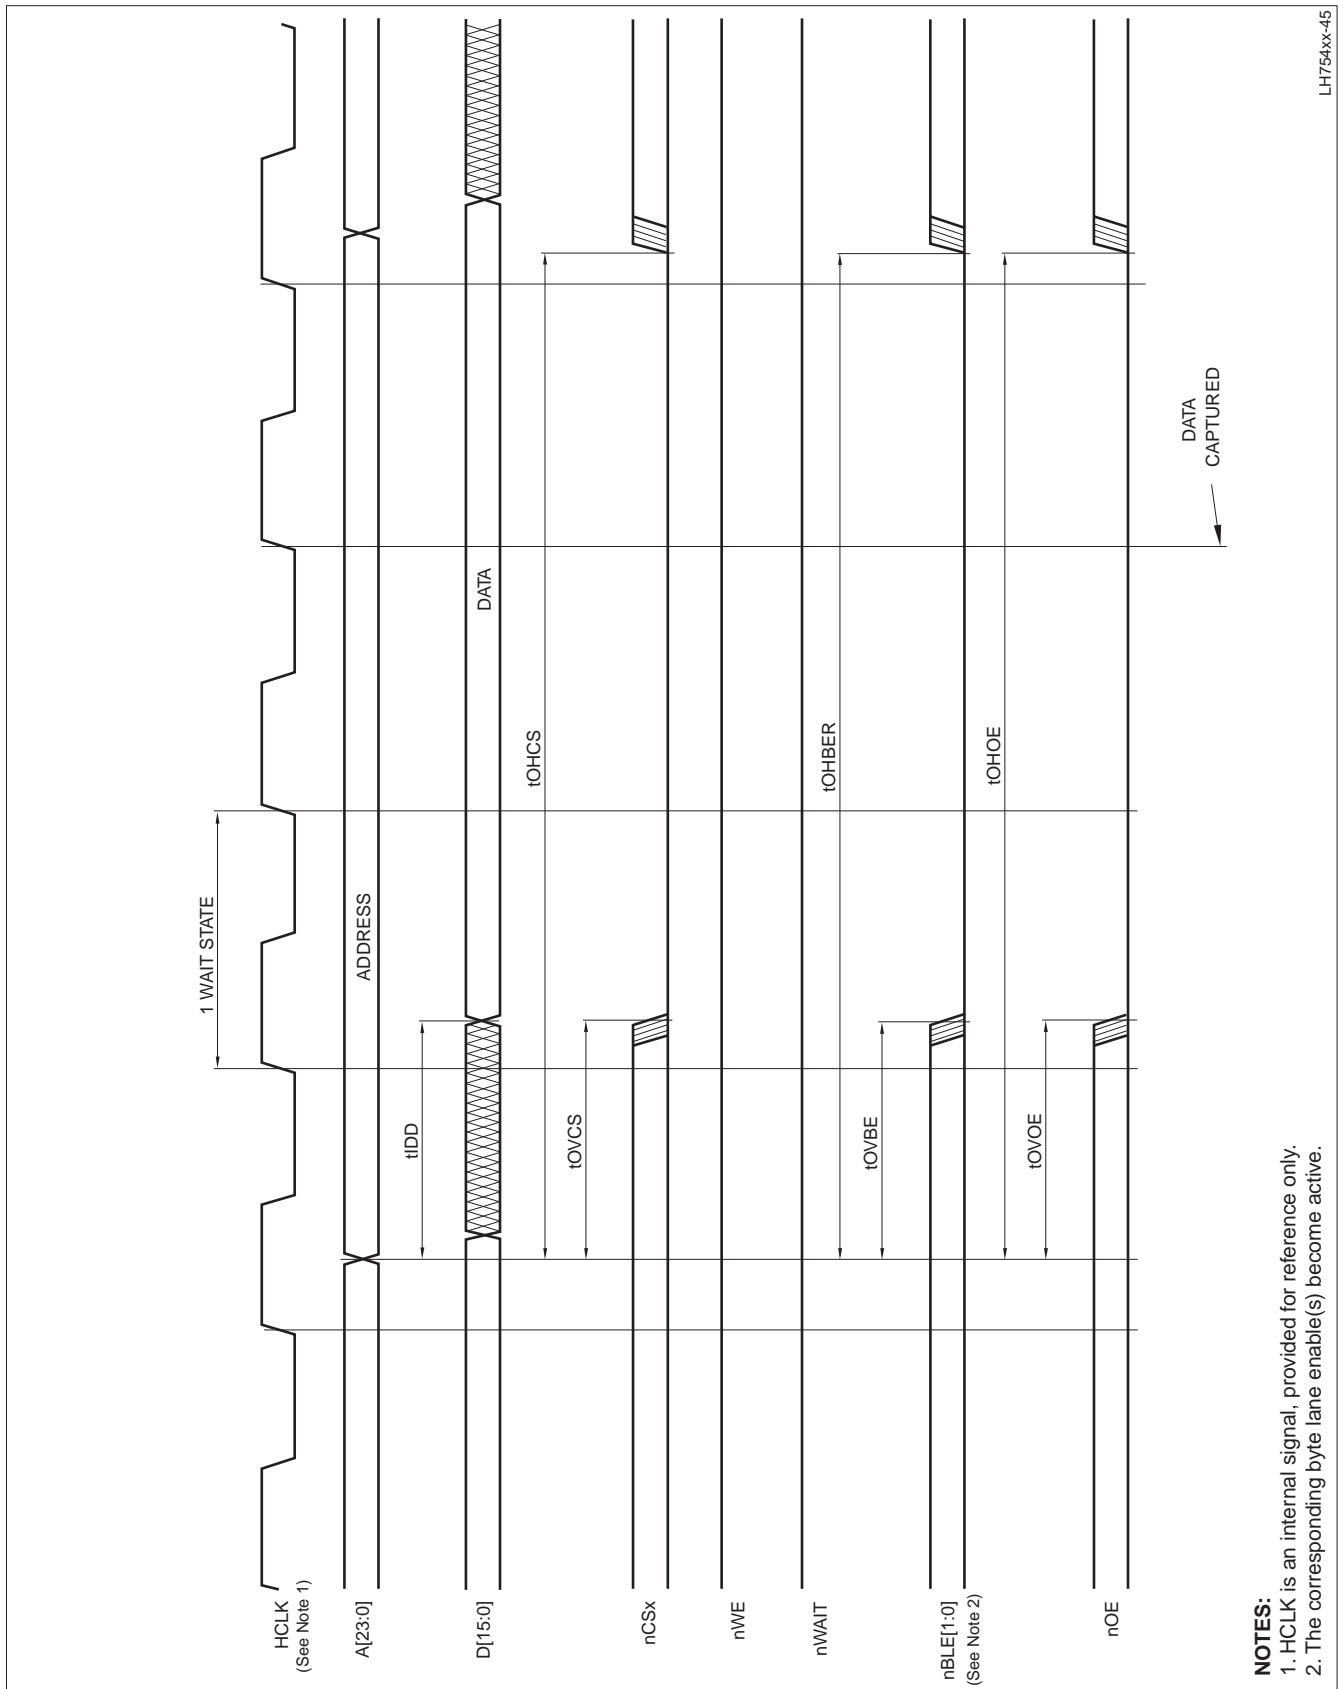 1 WAIT STATE
HCLK
(See Note 1)
A[23:0]
ADDRESS
tIDD
D[15:0]
DATA
tOHCS
tOVCS
nCSx
nWE
nWAIT
tOHBER
tOVBE
nBLE[1:0]
(See Note 2)
tOHOE
tOVOE
nOE
DATA
CAPTURED
NOTES:
1. HCLK is an internal signal, provided for reference only.
2. The corresponding byte lane enable(s) become active.
LH754xx-45